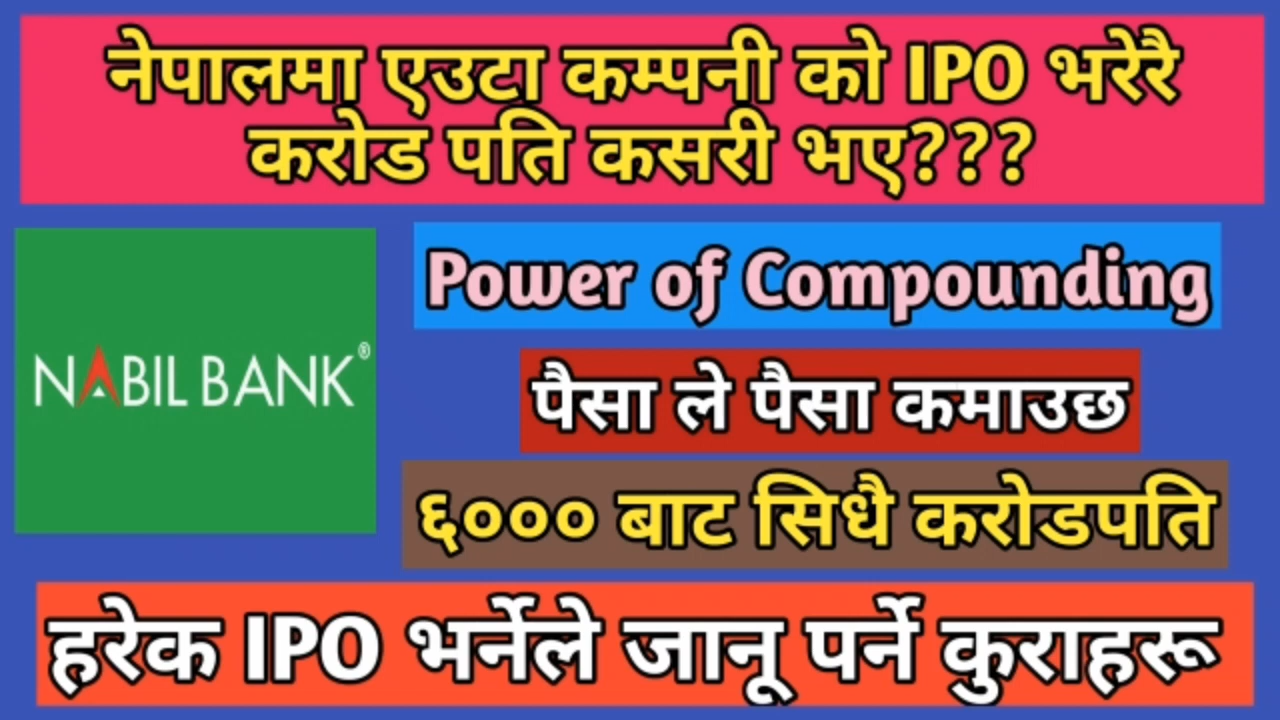 नेपालमा एउटा कम्पनी को IPO भरेरै
करोड पति कसरी भए???
NABIL BANK®
Power of Compounding
पैसा ले पैसा कमाउछ
६००० बाट सिधै करोडपति
हरेक IPO भर्नेले जानू पर्ने कुराहरू